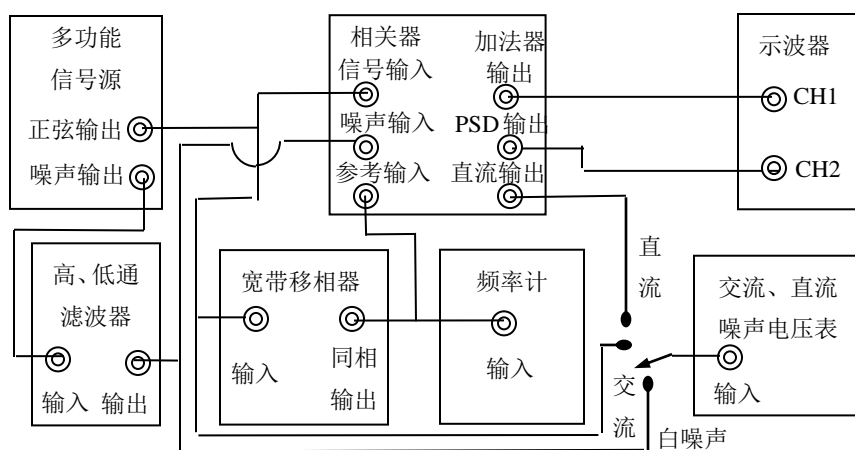 多功能
信号源
正弦输出
噪声输出
相关器
信号输入
噪声输入
参考输入
加法器
输出
PSD 输出
直流输出
示波器
CH1
CH2
高、低通
滤波器
输入
输出
宽带移相器
输入
同相
输出
频率计
输入
直
流
交
流
白噪声
交流、直流
噪声电压表
输入